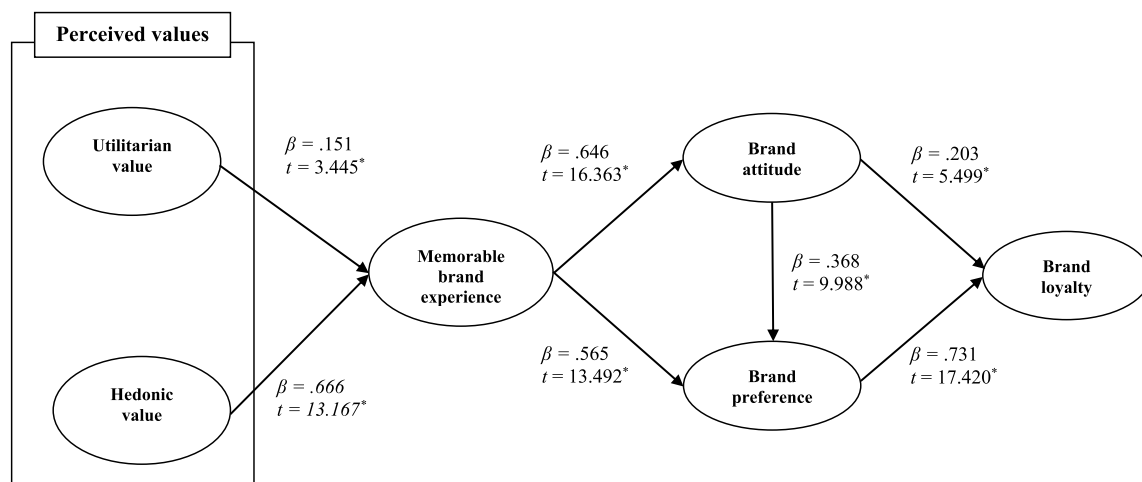 Perceived values
Utilitarian
value
β = .151
t = 3.445*
Hedonic
value
β = .666
t = 13.167*
Memorable
brand
experience
β = .646
t = 16.363*
β = .565
t = 13.492*
Brand
attitude
β = .368
t = 9.988*
Brand
preference
β = .203
t = 5.499*
β = .731
t = 17.420*
Brand
loyalty